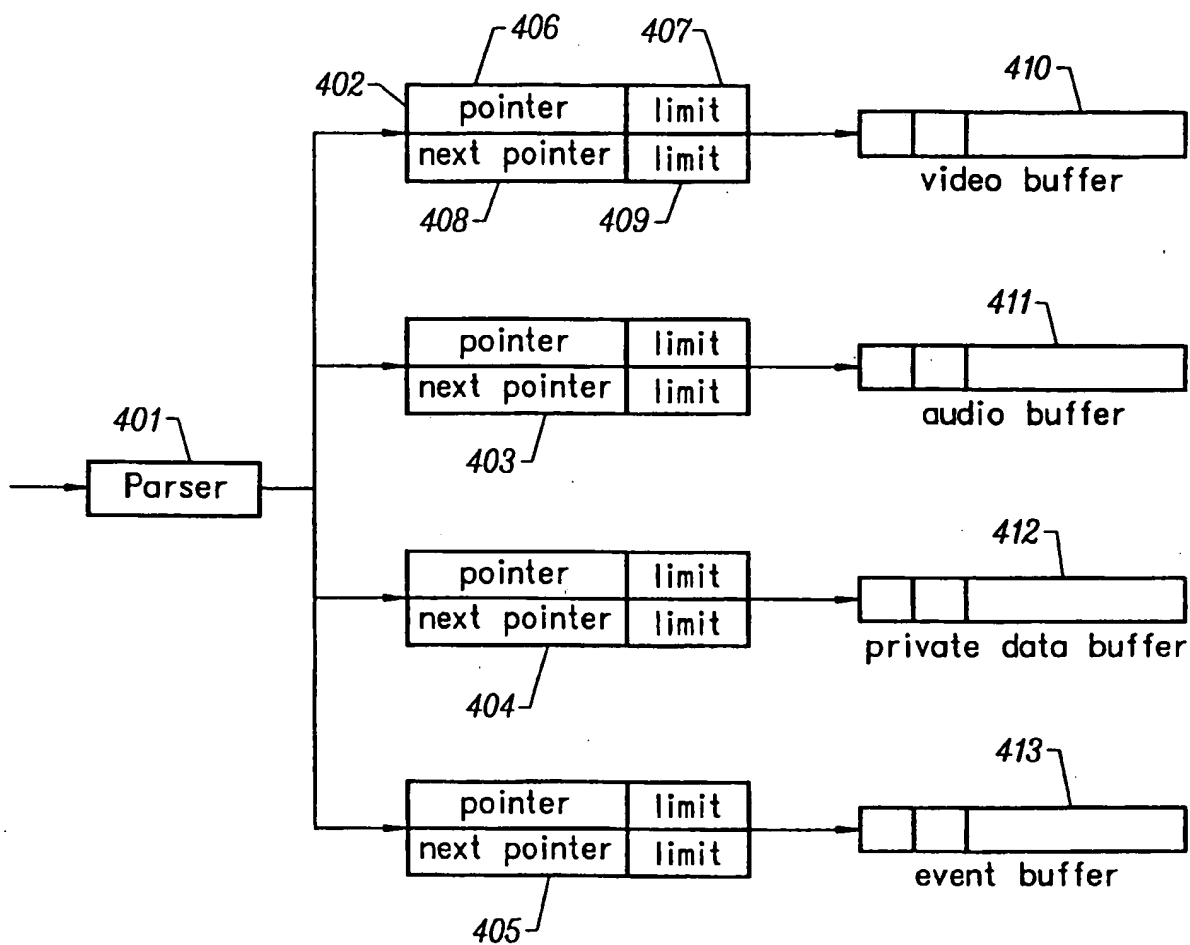 406
407
410
402
pointer
limit
next pointer
limit
video buffer
408
409
411
pointer
limit
next pointer
limit
audio buffer
401
403
Parser
412
pointer
limit
next pointer
limit
private data buffer
404
413
pointer
limit
next pointer
limit
event buffer
405